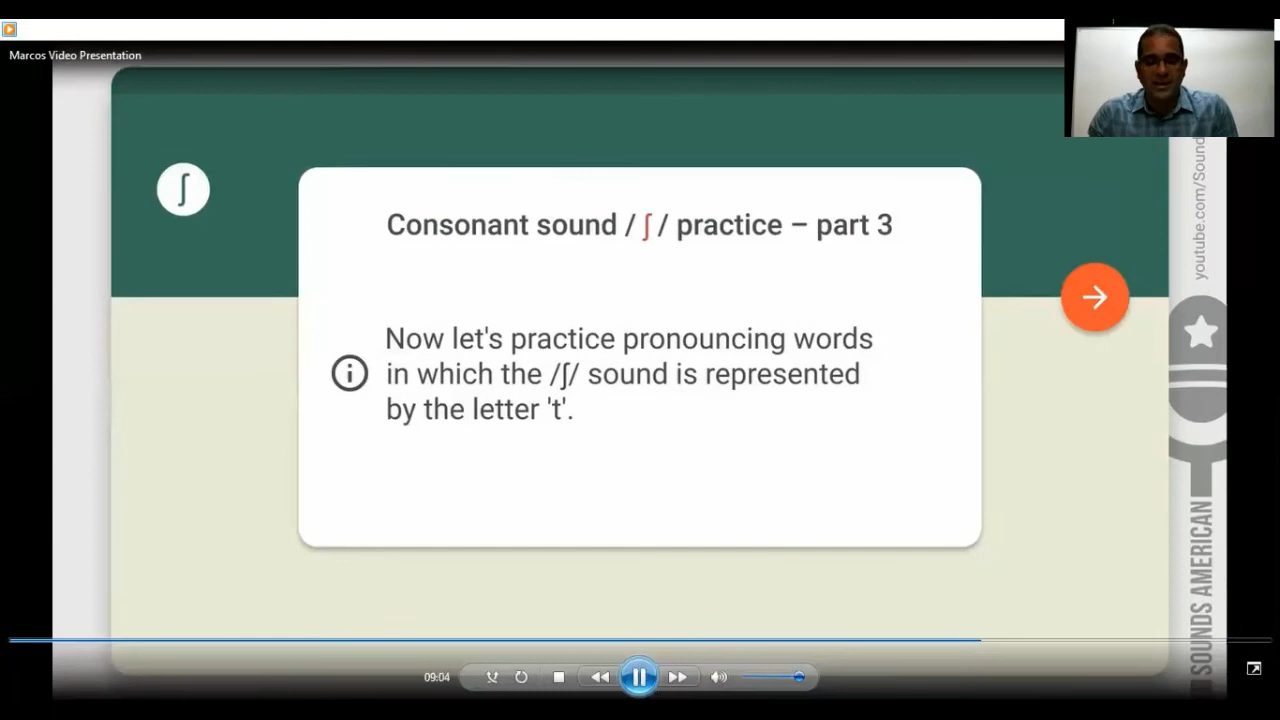 Marcos Video Presentation
ʃ
Consonant sound / ʃ / practice – part 3
Now let's practice pronouncing words
in which the /ʃ/ sound is represented
by the letter 't'.
youtube.com/Sound
SOUNDS AMERICAN
09:04